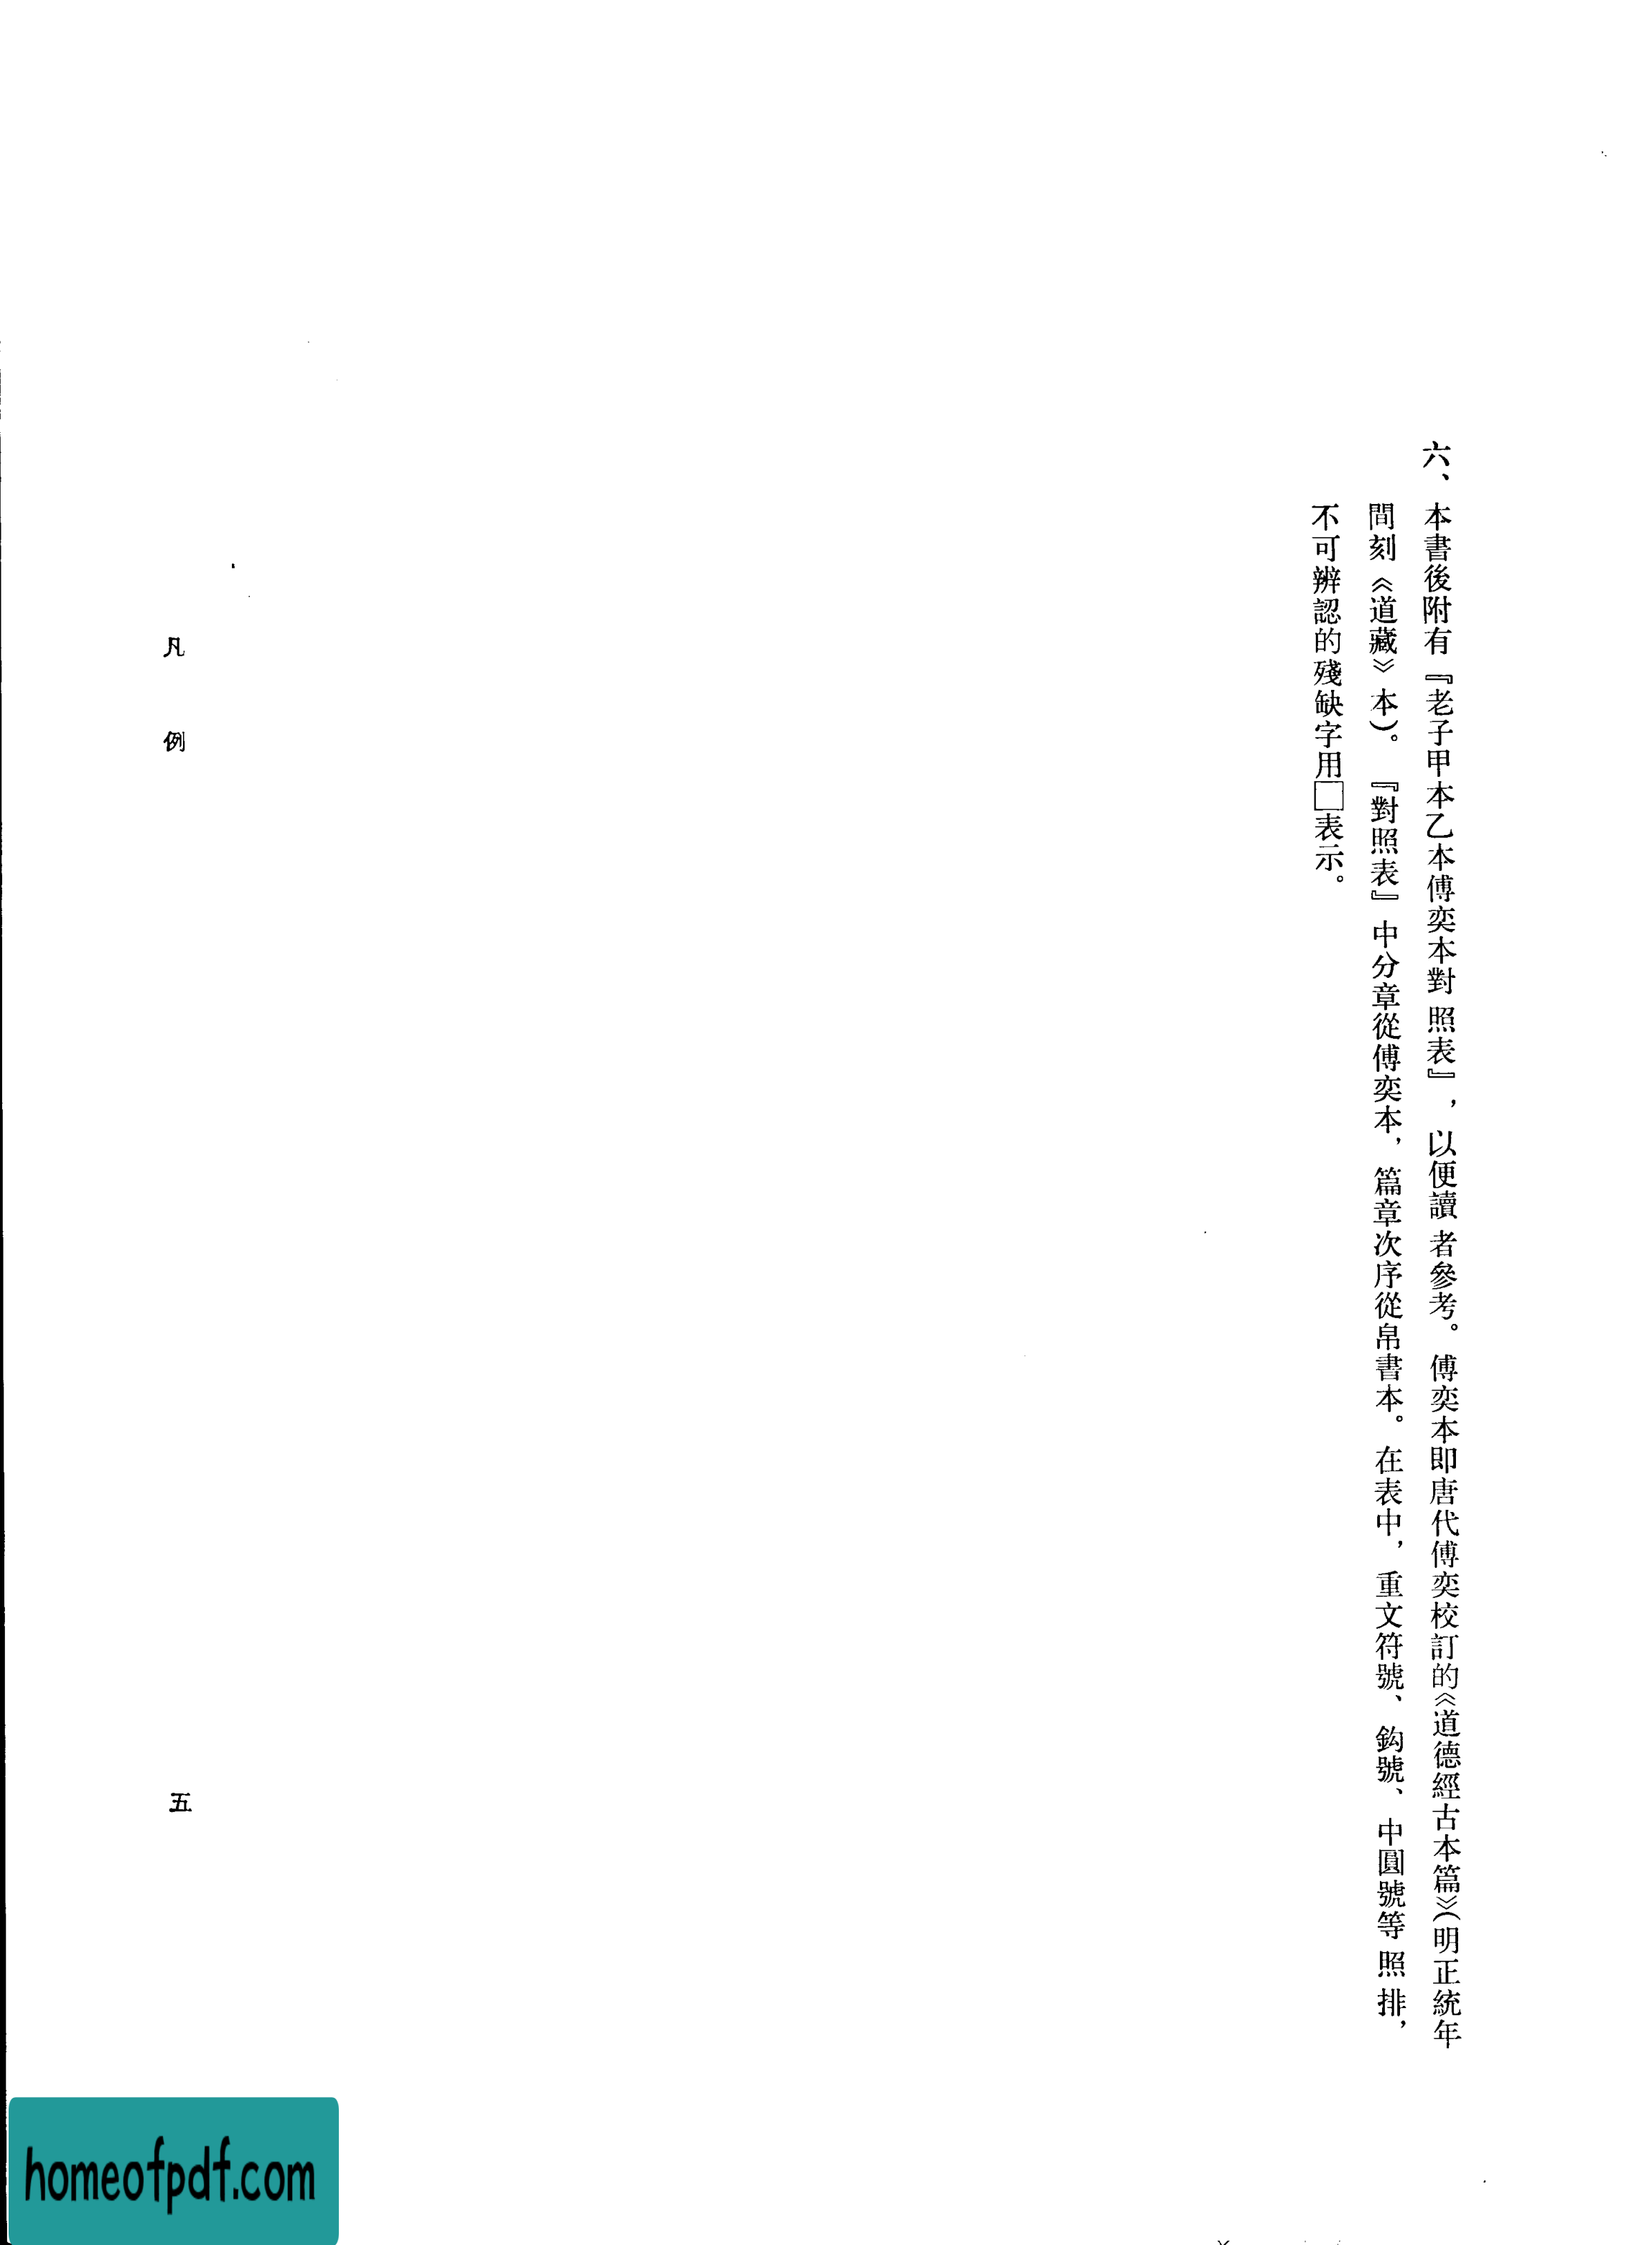 六、本書後附有『老子甲本乙本傅奕本對照表』，以便讀者參考。傅奕本即唐代傅奕校訂的《道德經古本篇》（明正統年
間刻《道藏》本）。『對照表』中分章從傅奕本，篇章次序從帛書本。在表中，重文符號、鈎號、中圓號等照排，
不可辨認的殘缺字用□表示。
凡例
五
homeofpdf.com